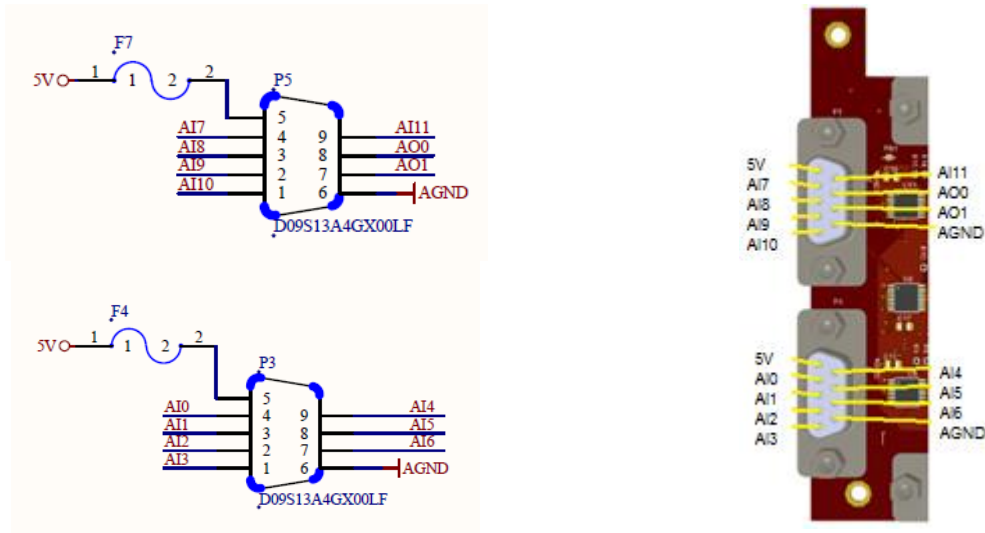 F7
5V 1 1 2 2
P5
5
AI7 4 9 AI11
AI8 3 8 AO0
AI9 2 7 AO1
AI10 1 6 AGND
D09S13A4GX00LF
F4
5V 1 1 2 2
P3
5
AI0 4 9 AI4
AI1 3 8 AI5
AI2 2 7 AI6
AI3 1 6 AGND
D09S13A4GX00LF
5V
AI7 AI11
AI8 AO0
AI9 AO1
AI10 AGND
5V
AI0 AI4
AI1 AI5
AI2 AI6
AI3 AGND